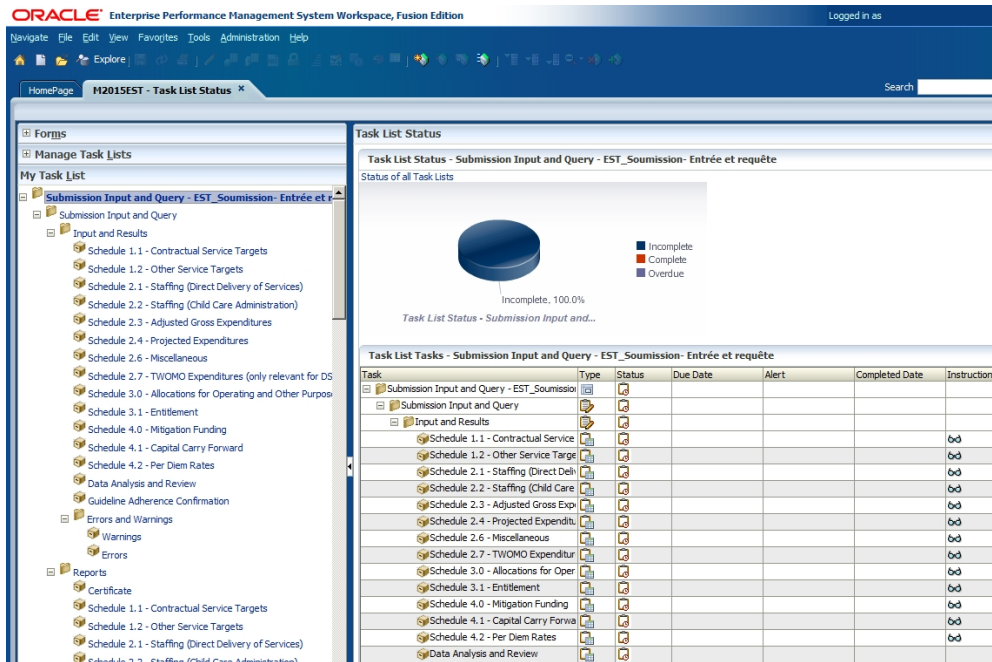 ORACLE Enterprise Performance Management System Workspace, Fusion Edition
Logged in as
Navigate File Edit View Favorites Tools Administration Help
Explore
HomePage
M2015EST - Task List Status
Search
Forms
Manage Task Lists
My Task List
Submission Input and Query - EST_Soumission- Entrée et r
Submission Input and Query
Input and Results
Schedule 1.1 - Contractual Service Targets
Schedule 1.2 - Other Service Targets
Schedule 2.1 - Staffing (Direct Delivery of Services)
Schedule 2.2 - Staffing (Child Care Administration)
Schedule 2.3 - Adjusted Gross Expenditures
Schedule 2.4 - Projected Expenditures
Schedule 2.6 - Miscellaneous
Schedule 2.7 - TWOMO Expenditures (only relevant for DS
Schedule 3.0 - Allocations for Operating and Other Purpos
Schedule 3.1 - Entitlement
Schedule 4.0 - Mitigation Funding
Schedule 4.1 - Capital Carry Forward
Schedule 4.2 - Per Diem Rates
Data Analysis and Review
Guideline Adherence Confirmation
Errors and Warnings
Warnings
Errors
Reports
Certificate
Schedule 1.1 - Contractual Service Targets
Schedule 1.2 - Other Service Targets
Schedule 2.1 - Staffing (Direct Delivery of Services)
Schedule 2.2 - Staffing (Child Care Administration)
Task List Status
Task List Status - Submission Input and Query - EST_Soumission- Entrée et requête
Status of all Task Lists
Incomplete
Complete
Overdue
Incomplete, 100.0%
Task List Status - Submission Input and...
Task List Tasks - Submission Input and Query - EST_Soumission- Entrée et requête
Task Type Status Due Date Alert Completed Date Instruction
Submission Input and Query - EST_Soumission
Submission Input and Query
Input and Results
Schedule 1.1 - Contractual Service
Schedule 1.2 - Other Service Targe
Schedule 2.1 - Staffing (Direct Deliv
Schedule 2.2 - Staffing (Child Care
Schedule 2.3 - Adjusted Gross Expe
Schedule 2.4 - Projected Expenditu
Schedule 2.6 - Miscellaneous
Schedule 2.7 - TWOMO Expenditur
Schedule 3.0 - Allocations for Oper
Schedule 3.1 - Entitlement
Schedule 4.0 - Mitigation Funding
Schedule 4.1 - Capital Carry Forwa
Schedule 4.2 - Per Diem Rates
Data Analysis and Review